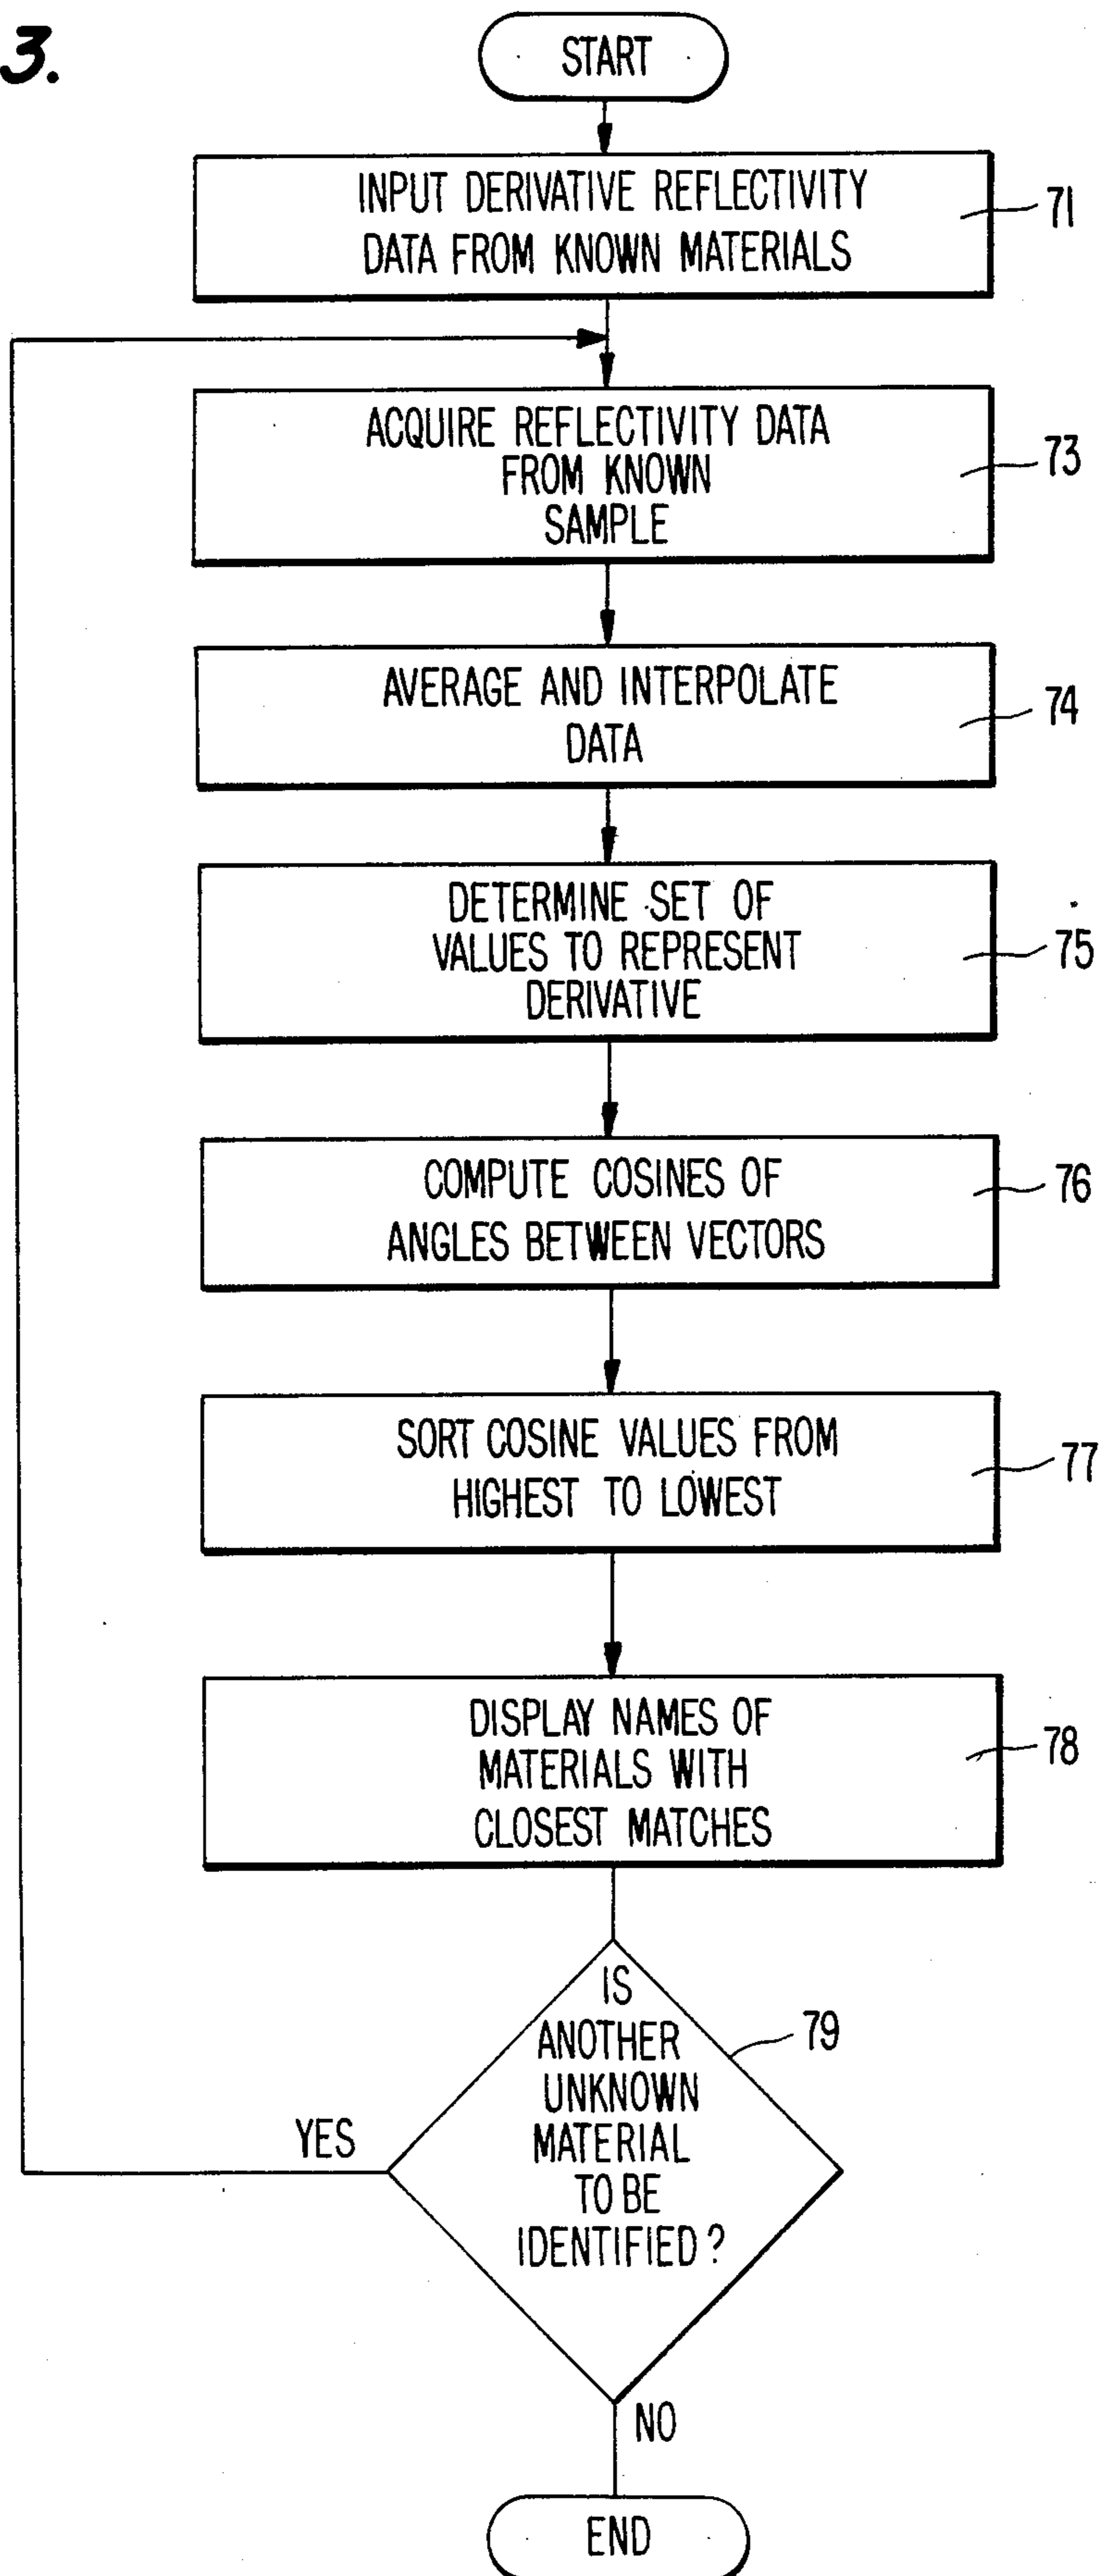 3.
START
INPUT DERIVATIVE REFLECTIVITY
DATA FROM KNOWN MATERIALS
71
ACQUIRE REFLECTIVITY DATA
FROM KNOWN
SAMPLE
73
AVERAGE AND INTERPOLATE
DATA
74
DETERMINE SET OF
VALUES TO REPRESENT
DERIVATIVE
75
COMPUTE COSINES OF
ANGLES BETWEEN VECTORS
76
SORT COSINE VALUES FROM
HIGHEST TO LOWEST
77
DISPLAY NAMES OF
MATERIALS WITH
CLOSEST MATCHES
78
IS
ANOTHER
UNKNOWN
MATERIAL
TO BE
IDENTIFIED?
79
YES
NO
END